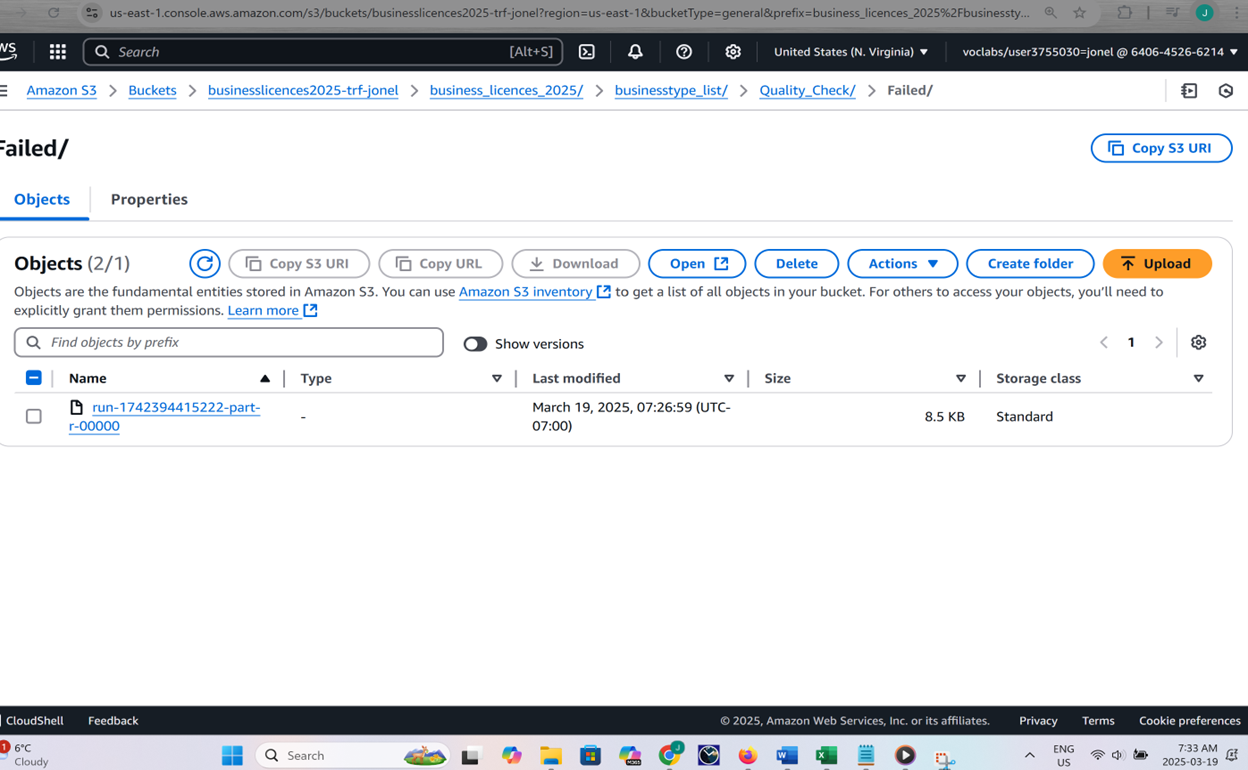 us-east-1.console.aws.amazon.com/s3/buckets/businesslicences2025-trf-jonel?region=us-east-1&bucketType=general&prefix=business_licences_2025%2Fbusinessty...
J
WS
Search [Alt+S]
United States (N. Virginia)
voclabs/user3755030=jonel @ 6406-4526-6214
Amazon S3 > Buckets > businesslicences2025-trf-jonel > business_licences_2025/ > businesstype_list/ > Quality_Check/ > Failed/
Failed/
Copy S3 URI
Objects
Properties
Objects (2/1)
Copy S3 URI
Copy URL
Download
Open
Delete
Actions
Create folder
Upload
Objects are the fundamental entities stored in Amazon S3. You can use Amazon S3 inventory to get a list of all objects in your bucket. For others to access your objects, you'll need to
explicitly grant them permissions. Learn more
Find objects by prefix
Show versions
1
Name
Type
Last modified
Size
Storage class
run-1742394415222-part-
r-00000
-
March 19, 2025, 07:26:59 (UTC-
07:00)
8.5 KB
Standard
CloudShell
Feedback
© 2025, Amazon Web Services, Inc. or its affiliates.
Privacy
Terms
Cookie preferences
1
6°C
Cloudy
Search
M365
J
ENG
US
7:33 AM
2025-03-19